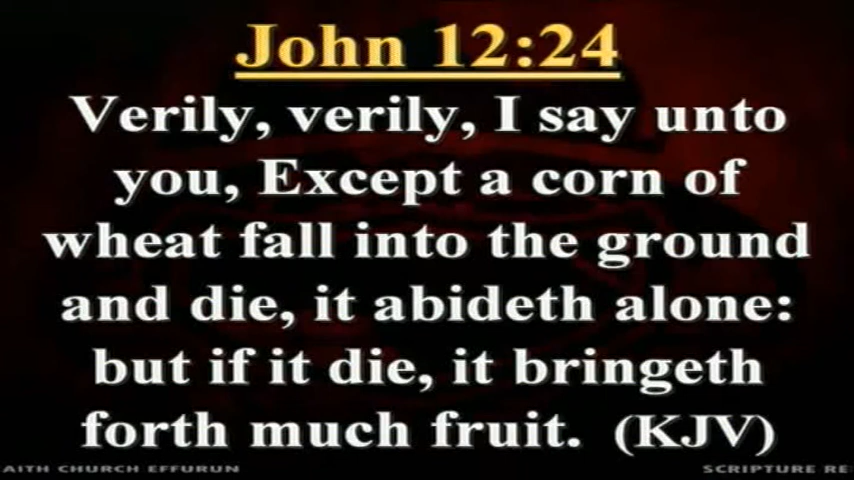 John 12:24
Verily, verily, I say unto
you, Except a corn of
wheat fall into the ground
and die, it abideth alone:
but if it die, it bringeth
forth much fruit. (KJV)
AITH CHURCH EFFURUN
SCRIPTURE RE